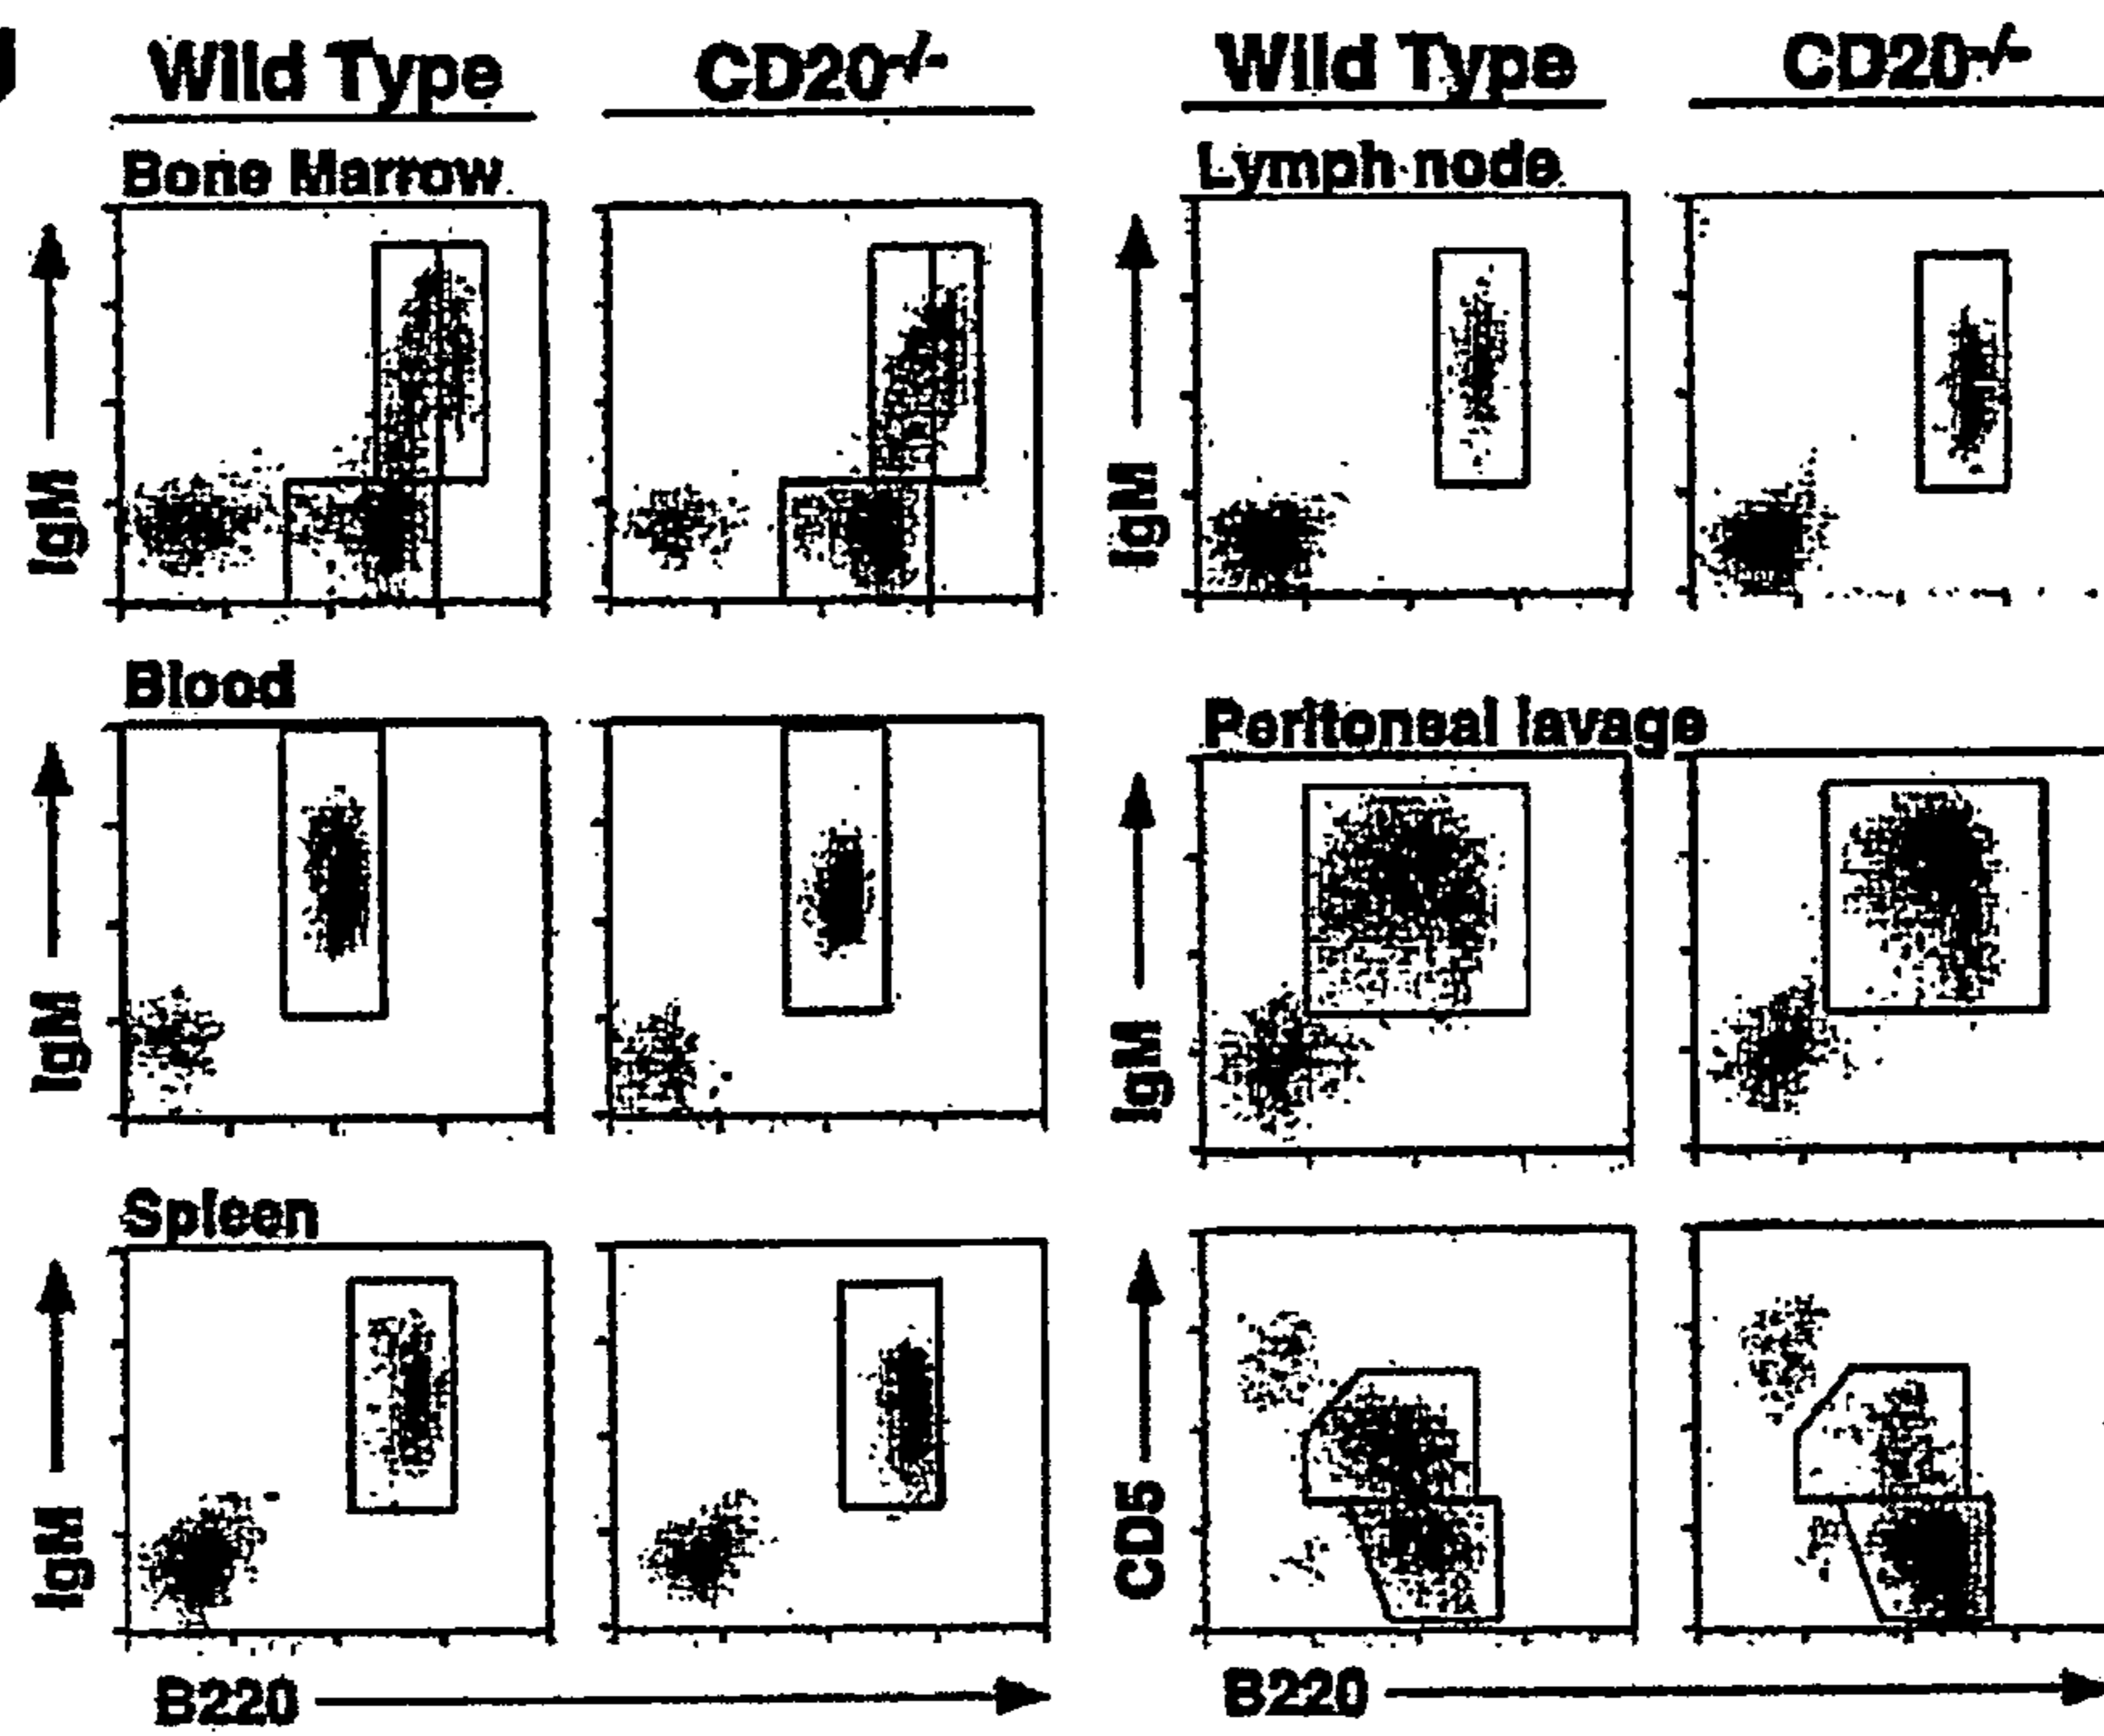 Wild Type CD20-/- Wild Type CD20-/-
Bone Marrow Lymph node
IgM IgM
Blood
Peritoneal lavage
IgM IgM
Spleen
IgM CD5
B220 B220